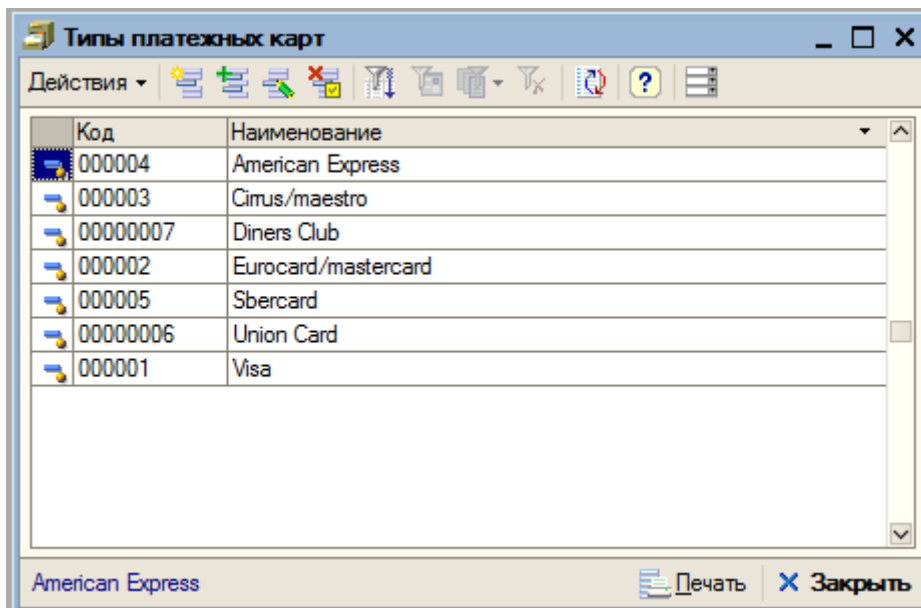 Типы платежных карт
Действия
Код Наименование
000004 American Express
000003 Cirrus/maestro
00000007 Diners Club
000002 Eurocard/mastercard
000005 Sbercard
00000006 Union Card
000001 Visa
American Express Печать Закрыть